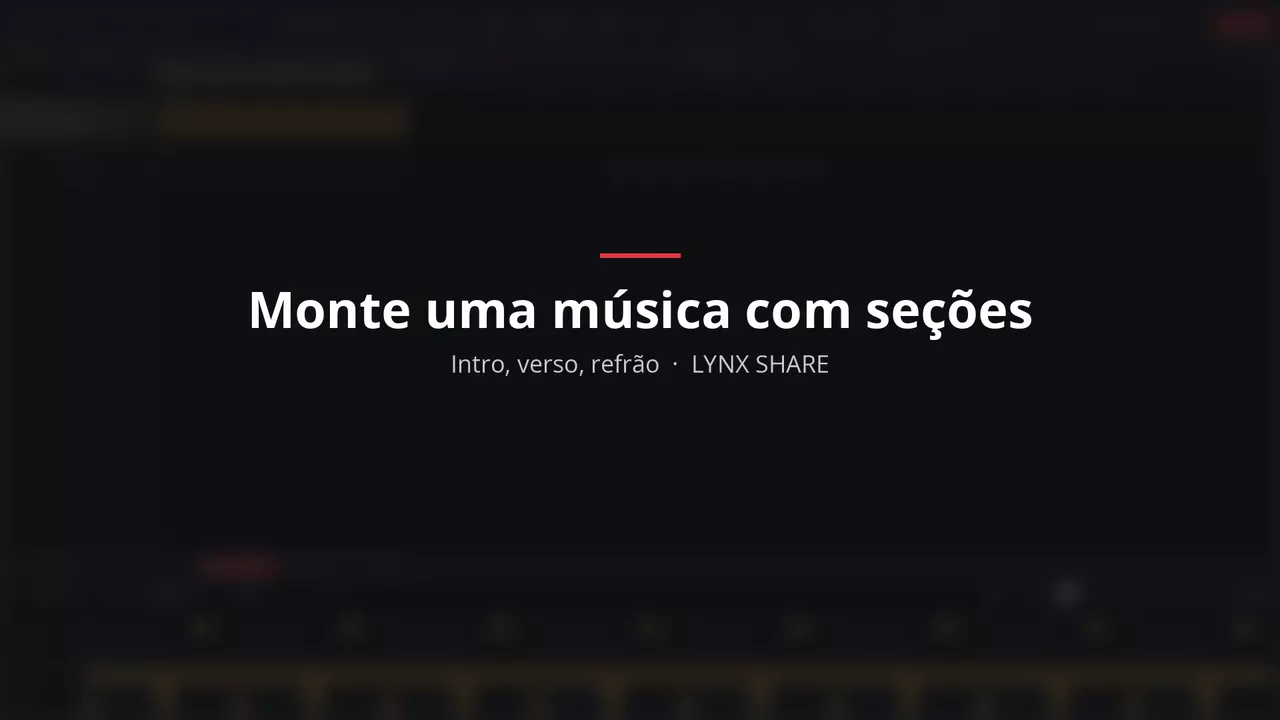 Monte uma música com seções
Intro, verso, refrão · LYNX SHARE